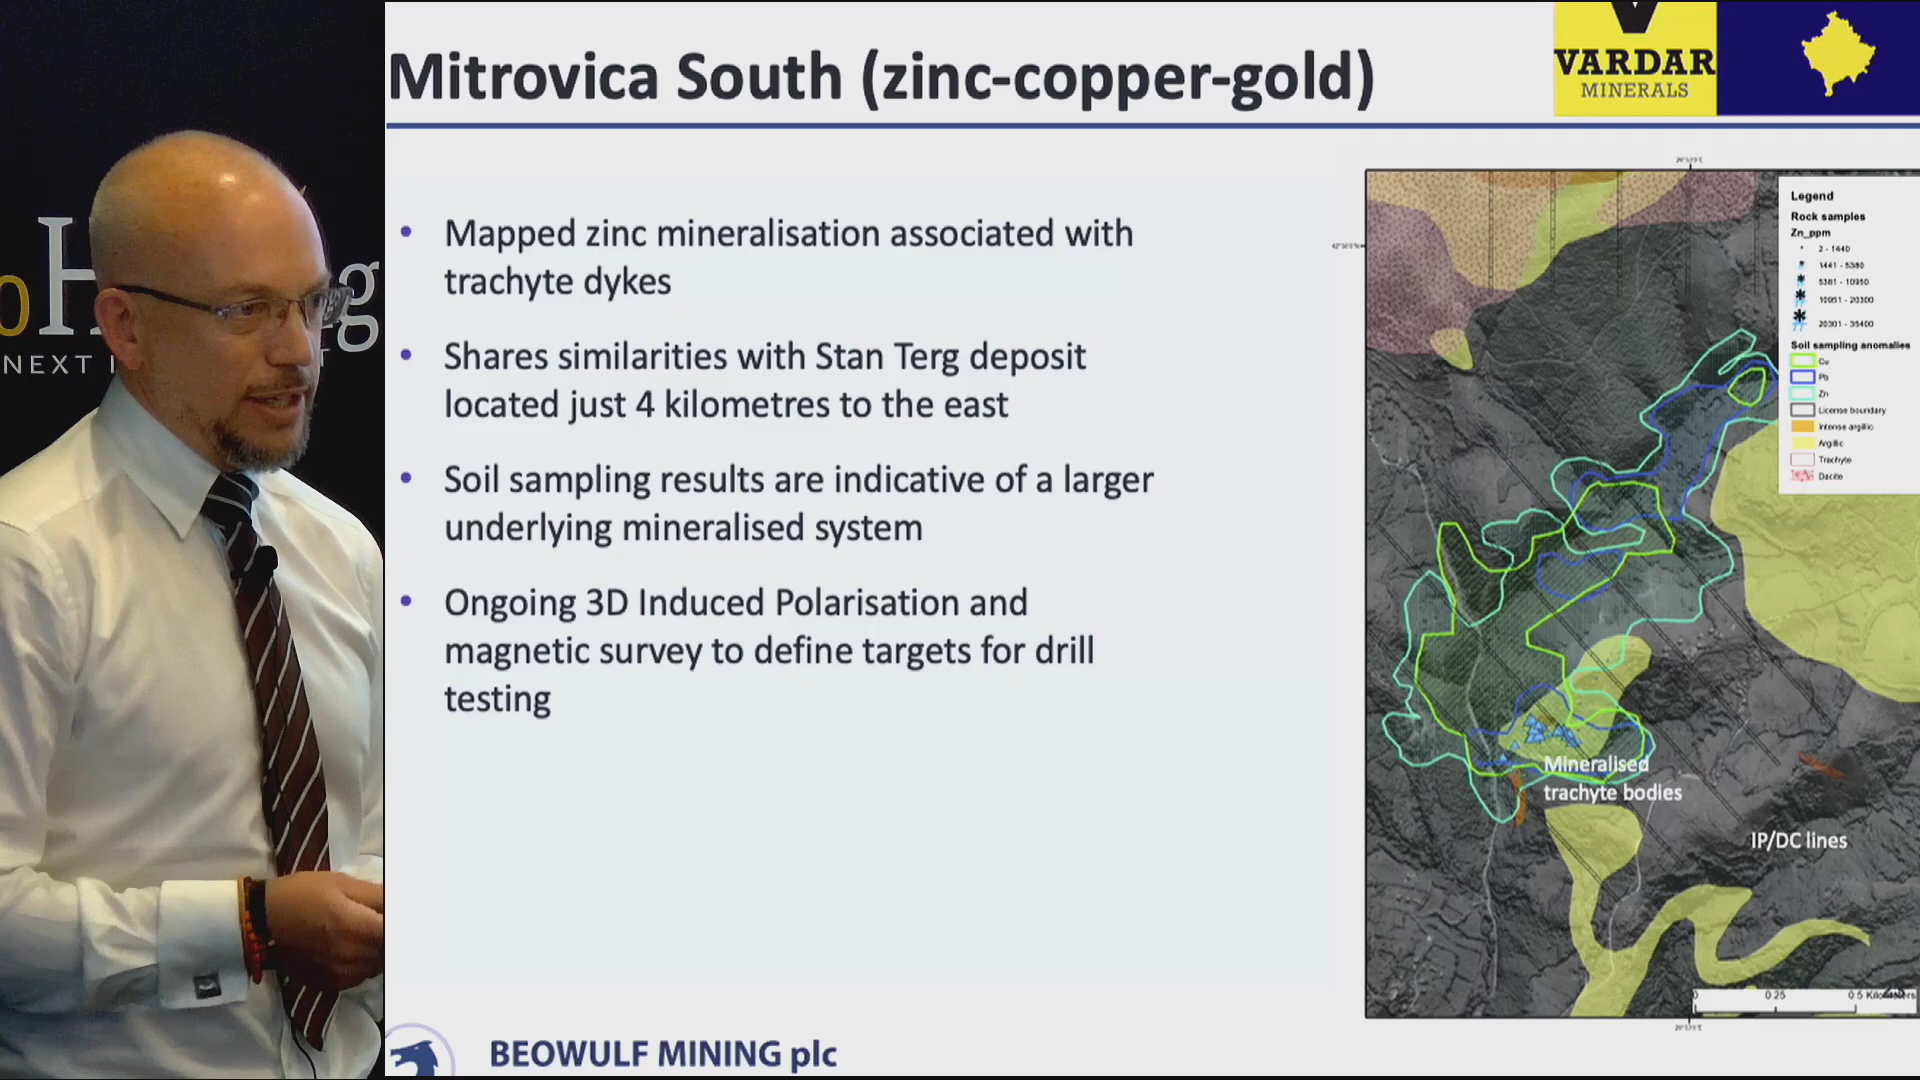 Mitrovica South (zinc-copper-gold)
VARDAR
MINERALS
NEXT
Mapped zinc mineralisation associated with
trachyte dykes
Shares similarities with Stan Terg deposit
located just 4 kilometres to the east
Soil sampling results are indicative of a larger
underlying mineralised system
Ongoing 3D Induced Polarisation and
magnetic survey to define targets for drill
testing
Legend
Rock samples
Zn_ppm
2 - 1440
1441 - 5380
5381 - 10950
10951 - 20300
20301 - 35400
Soil sampling anomalies
Cu
Pb
Zn
License boundary
Intense argillic
Argillic
Trachyte
Dacite
Mineralised
trachyte bodies
IP/DC lines
0 0.25 0.5 Kilometers
BEOWULF MINING plc